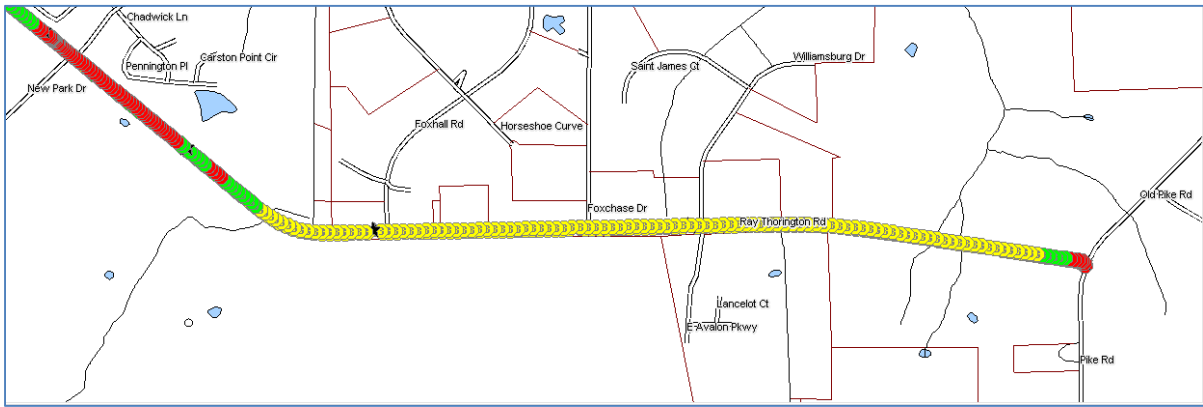 Chadwick Ln
Carston Point Cir
Pennington Pl
New Park Dr
Saint James Ct
Williamsburg Dr
Foxhall Rd
Horseshoe Curve
Old Pike Rd
Foxchase Dr
Ray Thorington Rd
Lancelot Ct
E Avalon Pkwy
Pike Rd